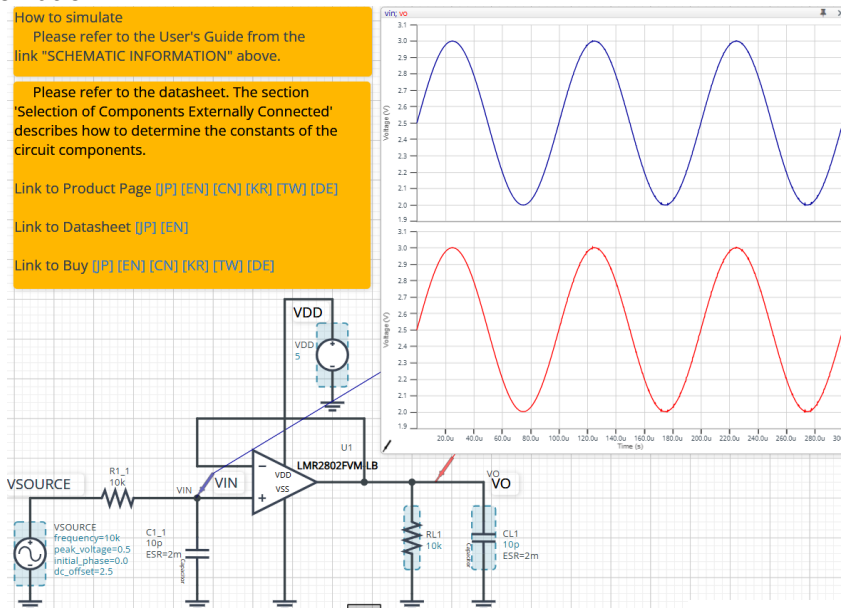 How to simulate
Please refer to the User's Guide from the
link "SCHEMATIC INFORMATION" above.
Please refer to the datasheet. The section
'Selection of Components Externally Connected'
describes how to determine the constants of the
circuit components.
Link to Product Page [JP] [EN] [CN] [KR] [TW] [DE]
Link to Datasheet [JP] [EN]
Link to Buy [JP] [EN] [CN] [KR] [TW] [DE]
vin; vo
Voltage (V)
3.1
3.0
2.9
2.8
2.7
2.6
2.5
2.4
2.3
2.2
2.1
2.0
1.9
Voltage (V)
3.1
3.0
2.9
2.8
2.7
2.6
2.5
2.4
2.3
2.2
2.1
2.0
1.9
20.0u 40.0u 60.0u 80.0u 100.0u 120.0u 140.0u 160.0u 180.0u 200.0u 220.0u 240.0u 260.0u 280.0u
Time (s)
VDD
VDD
5
U1
LMR2802FVM-LB
VDD
VSS
VSOURCE
R1_1
10k
VIN
VIN
VO
VO
VSOURCE
frequency=10k
peak_voltage=0.5
initial_phase=0.0
dc_offset=2.5
C1_1
10p
ESR=2m
Capacitor
RL1
10k
CL1
10p
ESR=2m
Capacitor